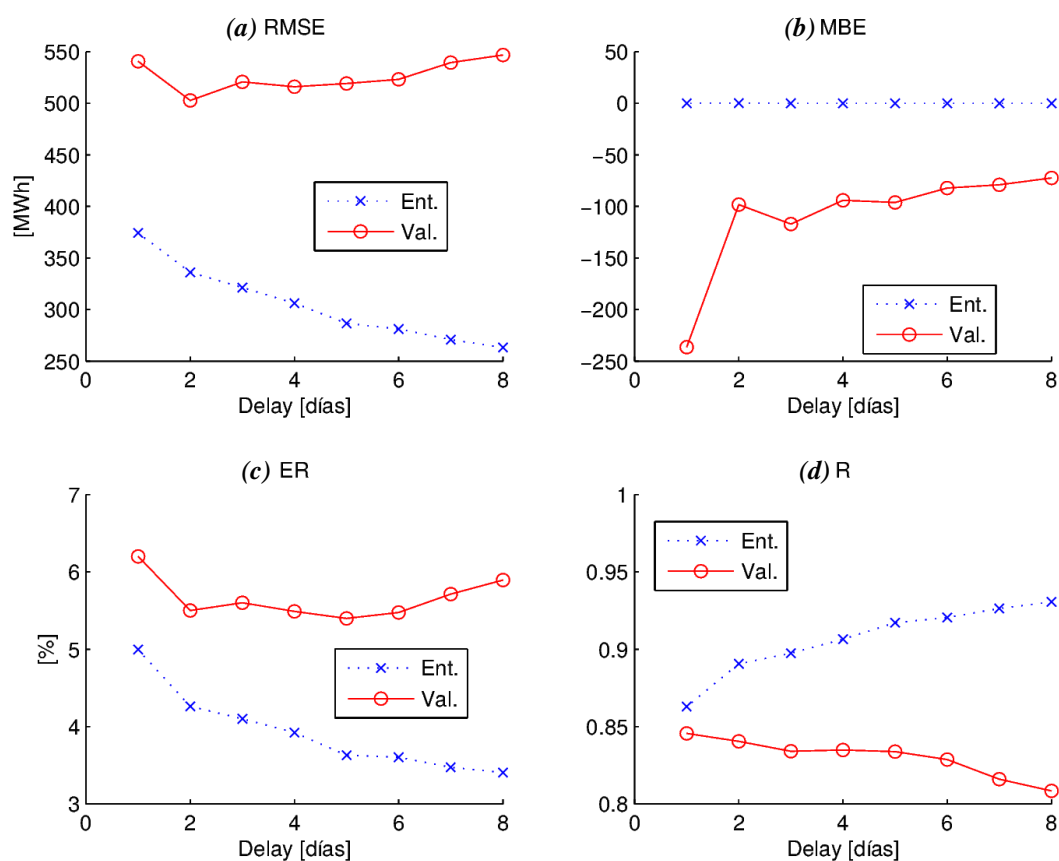 (a) RMSE
550
500
450
400
350
300
250
[MWh]
0
2
4
6
8
Delay [días]
Ent.
Val.
(b) MBE
50
0
−50
−100
−150
−200
−250
0
2
4
6
8
Delay [días]
Ent.
Val.
(c) ER
7
6
5
4
3
[%]
0
2
4
6
8
Delay [días]
Ent.
Val.
(d) R
1
0.95
0.9
0.85
0.8
0
2
4
6
8
Delay [días]
Ent.
Val.